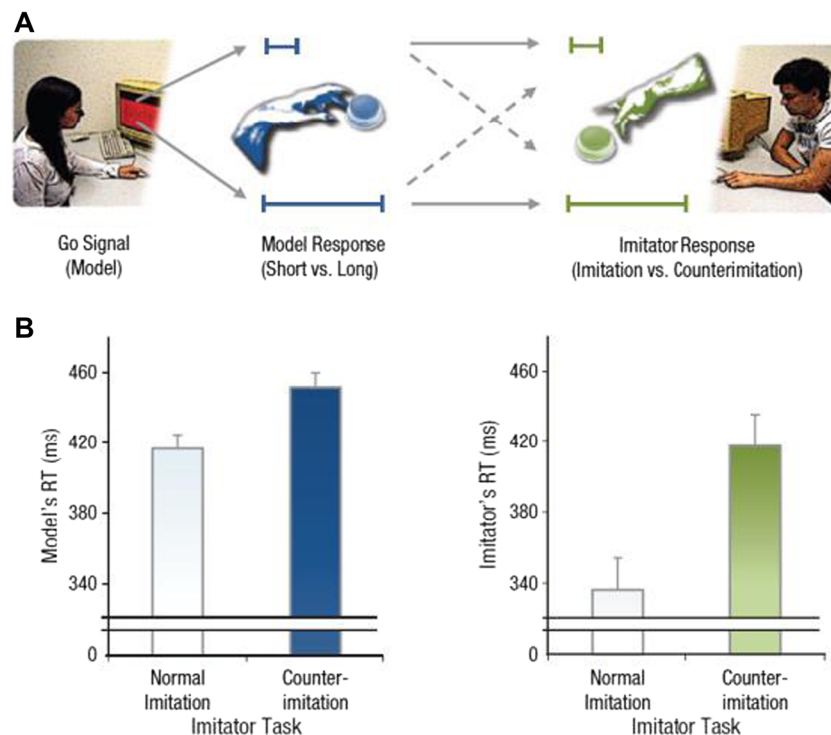 A
Go Signal
(Model)
Model Response
(Short vs. Long)
Imitator Response
(Imitation vs. Counterimitation)
B
Model's RT (ms)
460
420
380
340
0
Normal
Imitation
Counter-
imitation
Imitator Task
Imitator's RT (ms)
460
420
380
340
0
Normal
Imitation
Counter-
imitation
Imitator Task